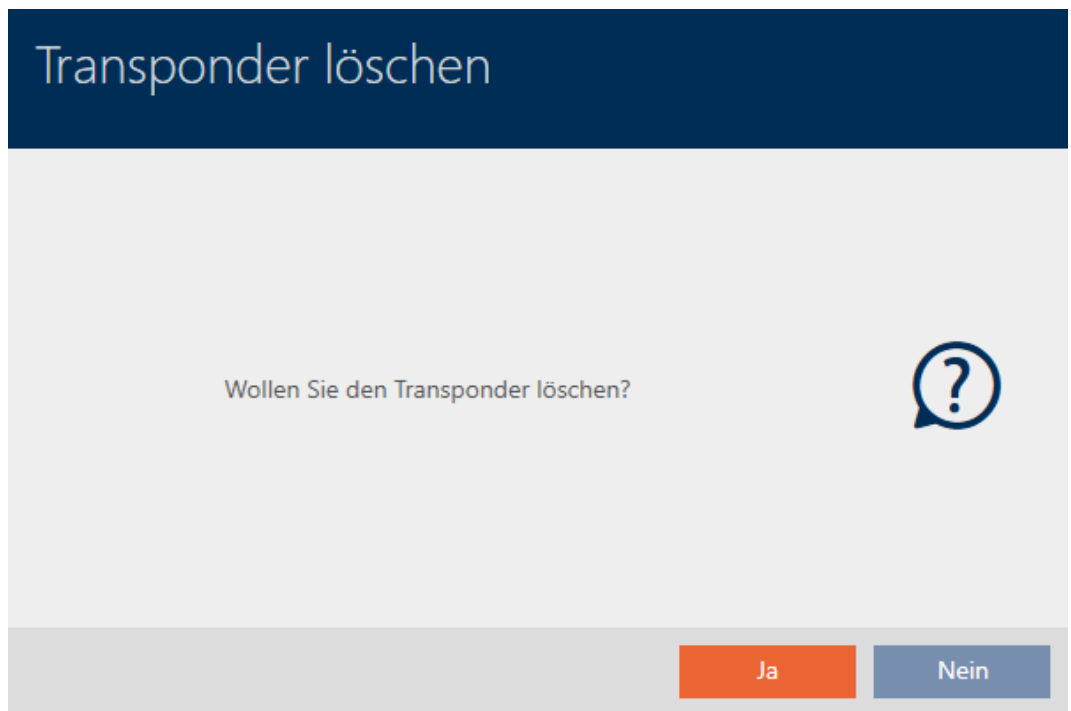 Transponder löschen
Wollen Sie den Transponder löschen?
?
Ja
Nein